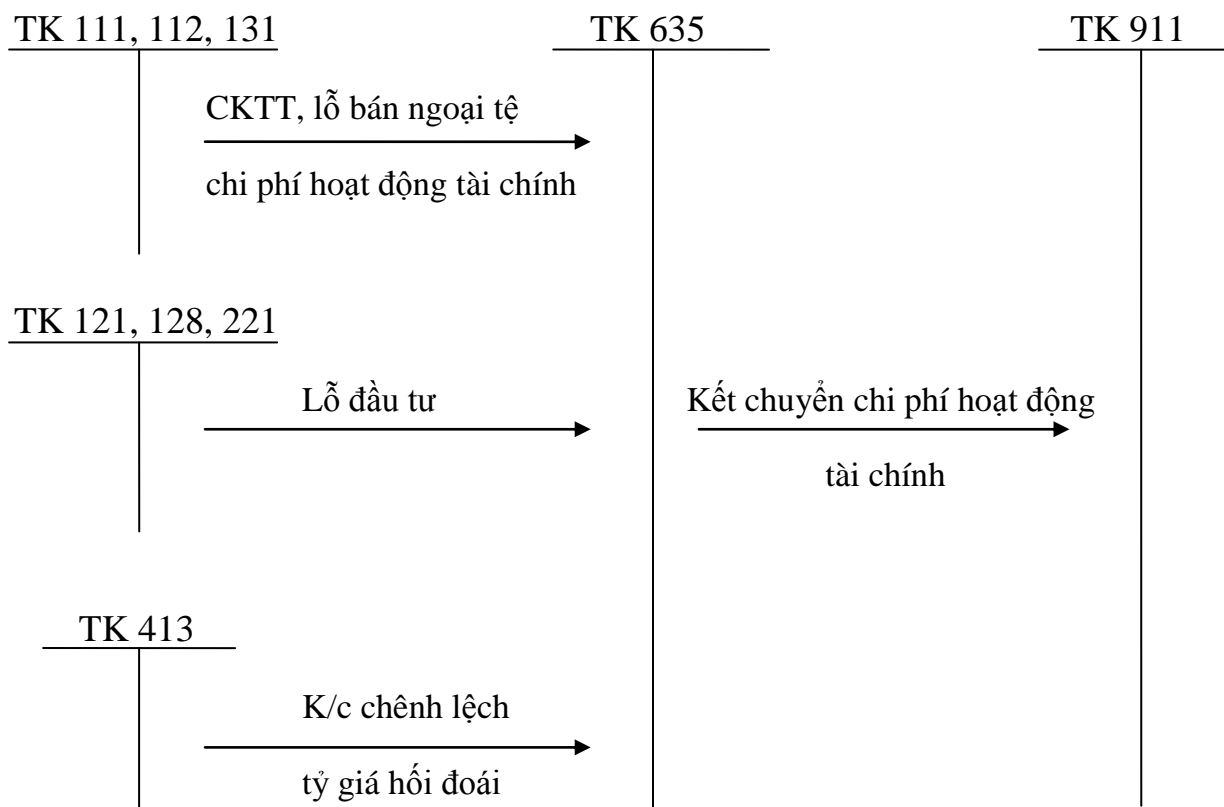 TK 111, 112, 131
TK 635
TK 911
CKTT, lỗ bán ngoại tệ
chi phí hoạt động tài chính
TK 121, 128, 221
Lỗ đầu tư
Kết chuyển chi phí hoạt động
tài chính
TK 413
K/c chênh lệch
tỷ giá hối đoái